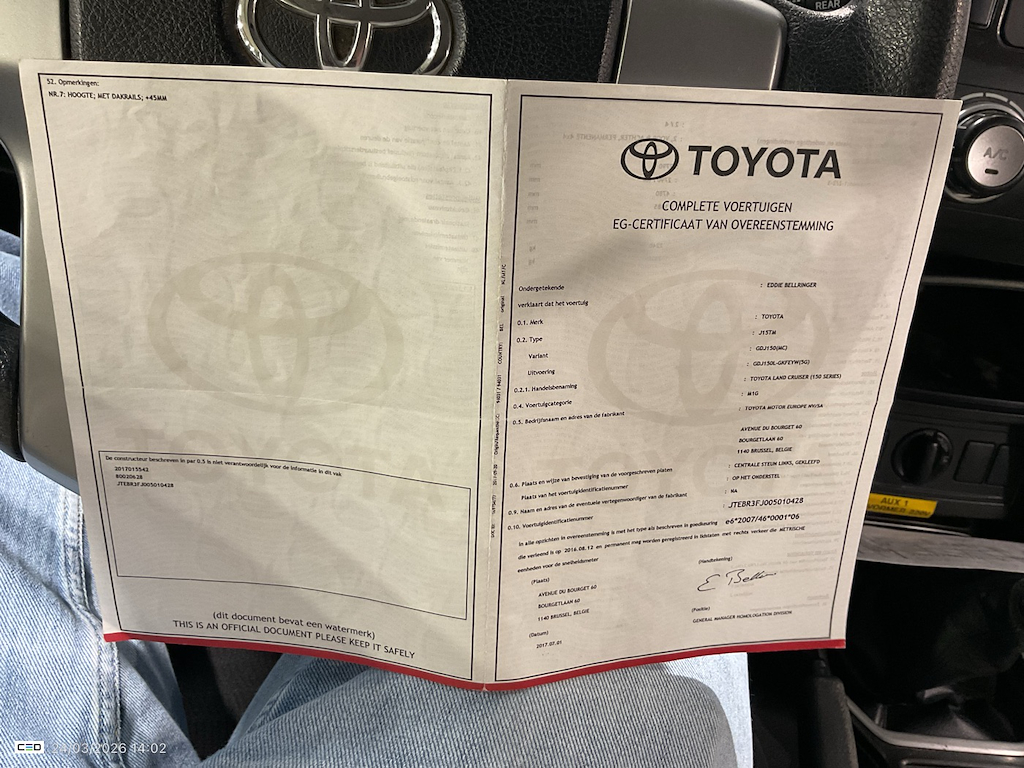 REAR
52. Opmerkingen:
NR.7: HOOGTE; MET DAKRAILS; +45MM
De constructeur beschreven in par 0.5 is niet verantwoordelijk voor de informatie in dit vak
2017015542
80020628
JTEBR3FJ005010428
(dit document bevat een watermerk)
THIS IS AN OFFICIAL DOCUMENT PLEASE KEEP IT SAFELY
TOYOTA
COMPLETE VOERTUIGEN
EG-CERTIFICAAT VAN OVEREENSTEMMING
Ondergetekende : EDDIE BELLRINGER
verklaart dat het voertuig
0.1. Merk : TOYOTA
0.2. Type : J15TM
Variant : GDJ150(MC)
Uitvoering : GDJ150L-GKFEYW(5G)
0.2.1. Handelsbenaming : TOYOTA LAND CRUISER (150 SERIES)
0.4. Voertuigcategorie : M1G
0.5. Bedrijfsnaam en adres van de fabrikant : TOYOTA MOTOR EUROPE NV/SA
AVENUE DU BOURGET 60
BOURGETLAAN 60
1140 BRUSSEL, BELGIE
0.6. Plaats en wijze van bevestiging van de voorgeschreven platen : CENTRALE STEUN LINKS, GEKLEEFD
Plaats van het voertuigidentificatienummer : OP HET ONDERSTEL
0.9. Naam en adres van de eventuele vertegenwoordiger van de fabrikant : NA
0.10. Voertuigidentificatienummer : JTEBR3FJ005010428
in alle opzichten in overeenstemming is met het type als beschreven in goedkeuring e6*2007/46*0001*06
die verleend is op 2016.08.12 en permanent mag worden geregistreerd in lidstaten met rechts verkeer die METRISCHE
eenheden voor de snelheidsmeter
(Plaats) (Handtekening)
AVENUE DU BOURGET 60
BOURGETLAAN 60
1140 BRUSSEL, BELGIE
(Positie)
GENERAL MANAGER HOMOLOGATION DIVISION
(Datum)
2017.07.01
A/C
AUX 1
CEO 24.03.2026 14:02